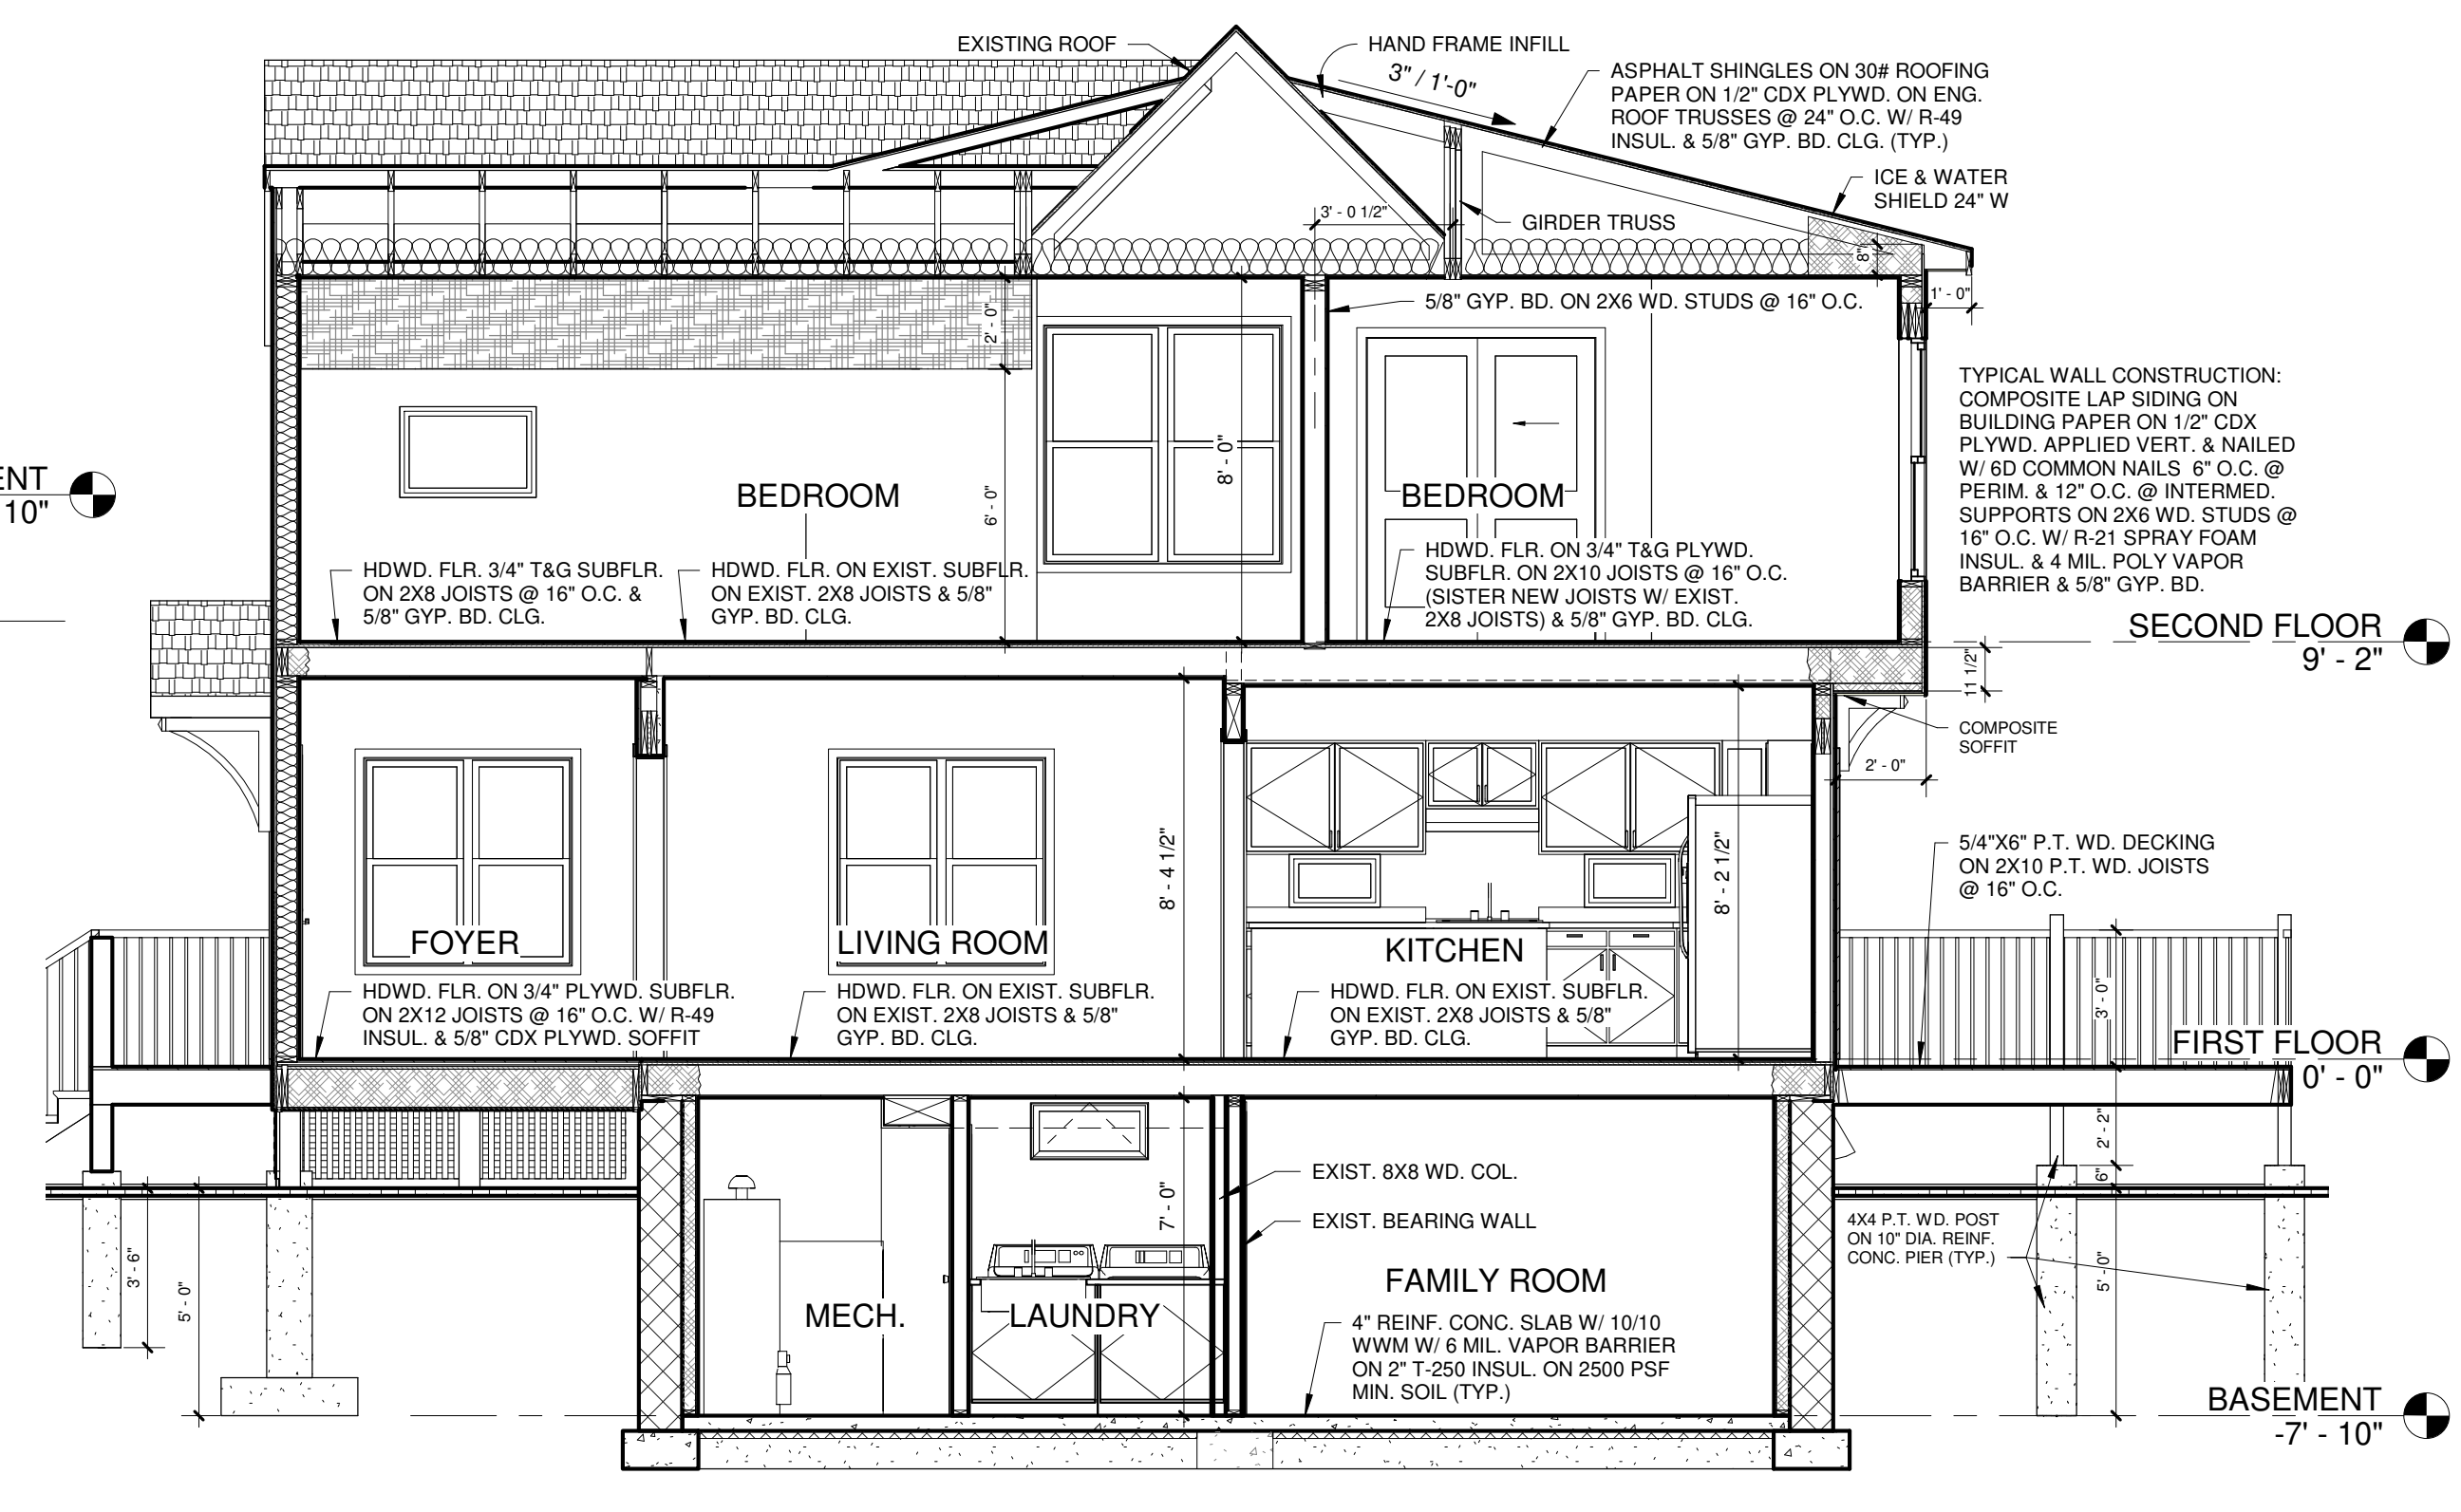 EXISTING ROOF
HAND FRAME INFILL
3" / 1'-0"
ASPHALT SHINGLES ON 30# ROOFING
PAPER ON 1/2" CDX PLYWD. ON ENG.
ROOF TRUSSES @ 24" O.C. W/ R-49
INSUL. & 5/8" GYP. BD. CLG. (TYP.)
ICE & WATER
SHIELD 24" W
3' - 0 1/2"
GIRDER TRUSS
8"
1' - 0"
5/8" GYP. BD. ON 2X6 WD. STUDS @ 16" O.C.
2' - 0"
8' - 0"
6' - 0"
TYPICAL WALL CONSTRUCTION:
COMPOSITE LAP SIDING ON
BUILDING PAPER ON 1/2" CDX
PLYWD. APPLIED VERT. & NAILED
W/ 6D COMMON NAILS 6" O.C. @
PERIM. & 12" O.C. @ INTERMED.
SUPPORTS ON 2X6 WD. STUDS @
16" O.C. W/ R-21 SPRAY FOAM
INSUL. & 4 MIL. POLY VAPOR
BARRIER & 5/8" GYP. BD.
ENT
10"
BEDROOM
BEDROOM
HDWD. FLR. 3/4" T&G SUBFLR.
ON 2X8 JOISTS @ 16" O.C. &
5/8" GYP. BD. CLG.
HDWD. FLR. ON EXIST. SUBFLR.
ON EXIST. 2X8 JOISTS & 5/8"
GYP. BD. CLG.
HDWD. FLR. ON 3/4" T&G PLYWD.
SUBFLR. ON 2X10 JOISTS @ 16" O.C.
(SISTER NEW JOISTS W/ EXIST.
2X8 JOISTS) & 5/8" GYP. BD. CLG.
SECOND FLOOR
9' - 2"
11 1/2"
COMPOSITE
SOFFIT
2' - 0"
8' - 4 1/2"
8' - 2 1/2"
5/4"X6" P.T. WD. DECKING
ON 2X10 P.T. WD. JOISTS
@ 16" O.C.
FOYER
LIVING ROOM
KITCHEN
HDWD. FLR. ON 3/4" PLYWD. SUBFLR.
ON 2X12 JOISTS @ 16" O.C. W/ R-49
INSUL. & 5/8" CDX PLYWD. SOFFIT
HDWD. FLR. ON EXIST. SUBFLR.
ON EXIST. 2X8 JOISTS & 5/8"
GYP. BD. CLG.
HDWD. FLR. ON EXIST. SUBFLR.
ON EXIST. 2X8 JOISTS & 5/8"
GYP. BD. CLG.
3' - 0"
FIRST FLOOR
0' - 0"
2' - 2"
6"
EXIST. 8X8 WD. COL.
7' - 0"
EXIST. BEARING WALL
4X4 P.T. WD. POST
ON 10" DIA. REINF.
CONC. PIER (TYP.)
3' - 6"
5' - 0"
5' - 0"
MECH.
LAUNDRY
FAMILY ROOM
4" REINF. CONC. SLAB W/ 10/10
WWM W/ 6 MIL. VAPOR BARRIER
ON 2" T-250 INSUL. ON 2500 PSF
MIN. SOIL (TYP.)
BASEMENT
-7' - 10"